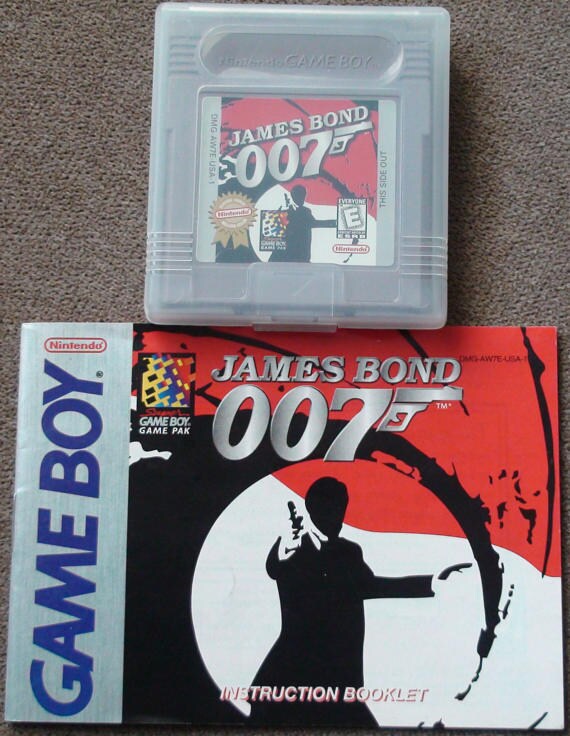 Nintendo GAME BOY™
DMG-AW7E-USA-1
JAMES BOND
007
THIS SIDE OUT
Nintendo
GAME BOY
GAME PAK
EVERYONE
E
ESRB
Nintendo
Nintendo
GAME BOY®
Super
GAME BOY
GAME PAK
JAMES BOND
007
TM
DMG-AW7E-USA-1
INSTRUCTION BOOKLET